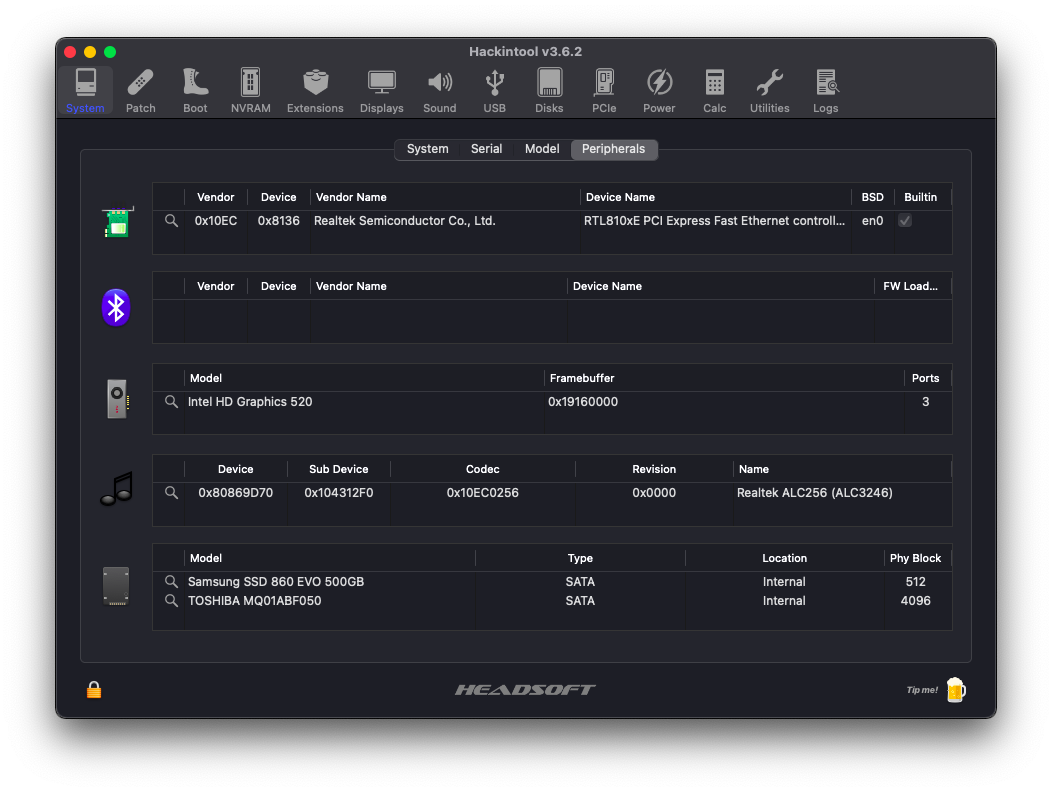 Hackintool v3.6.2
System Patch Boot NVRAM Extensions Displays Sound USB Disks PCIe Power Calc Utilities Logs
System Serial Model Peripherals
Vendor Device Vendor Name Device Name BSD Builtin
0x10EC 0x8136 Realtek Semiconductor Co., Ltd. RTL810xE PCI Express Fast Ethernet controll... en0
Vendor Device Vendor Name Device Name FW Load...
Model Framebuffer Ports
Intel HD Graphics 520 0x19160000 3
Device Sub Device Codec Revision Name
0x80869D70 0x104312F0 0x10EC0256 0x0000 Realtek ALC256 (ALC3246)
Model Type Location Phy Block
Samsung SSD 860 EVO 500GB SATA Internal 512
TOSHIBA MQ01ABF050 SATA Internal 4096
HEADSOFT Tip me!